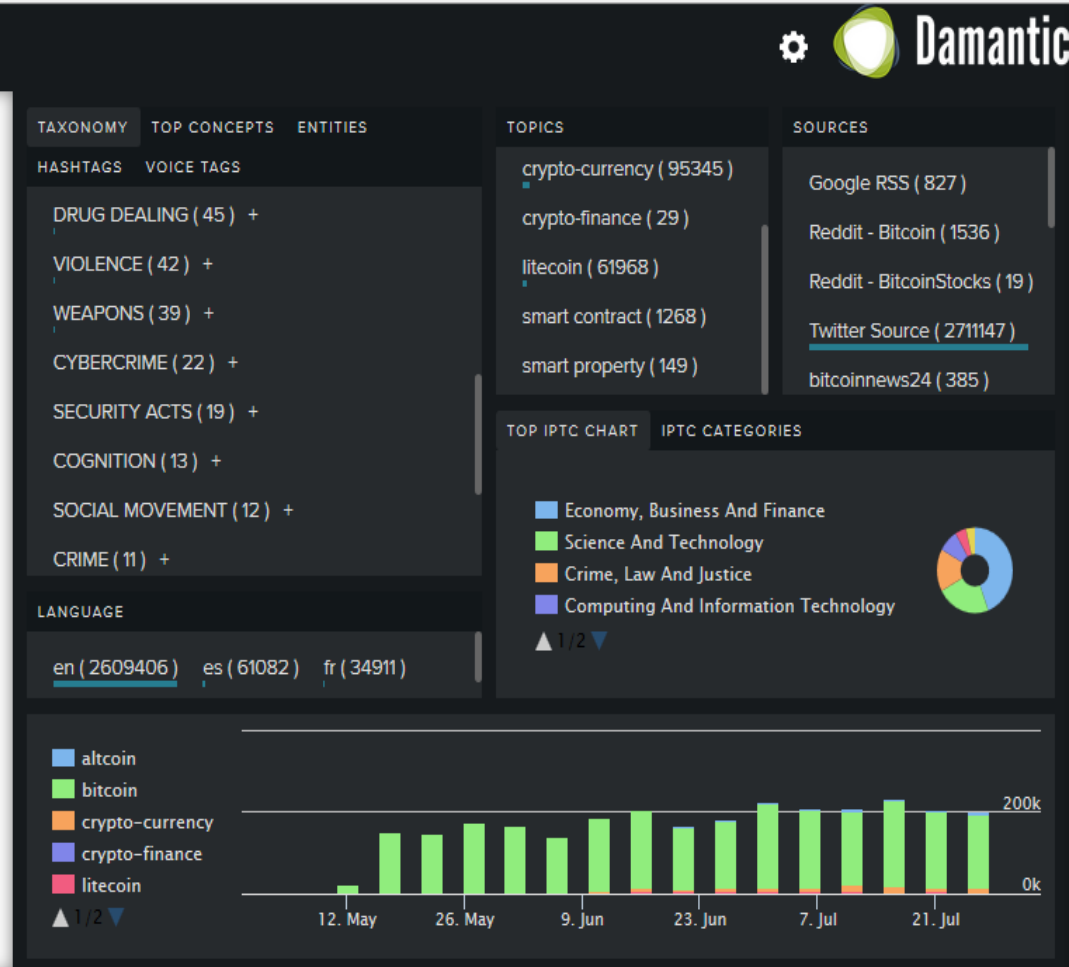 Damantic
TAXONOMY TOP CONCEPTS ENTITIES
HASHTAGS VOICE TAGS
DRUG DEALING ( 45 ) +
VIOLENCE ( 42 ) +
WEAPONS ( 39 ) +
CYBERCRIME ( 22 ) +
SECURITY ACTS ( 19 ) +
COGNITION ( 13 ) +
SOCIAL MOVEMENT ( 12 ) +
CRIME ( 11 ) +
LANGUAGE
en ( 2609406 ) es ( 61082 ) fr ( 34911 )
TOPICS
crypto-currency ( 95345 )
crypto-finance ( 29 )
litecoin ( 61968 )
smart contract ( 1268 )
smart property ( 149 )
SOURCES
Google RSS ( 827 )
Reddit - Bitcoin ( 1536 )
Reddit - BitcoinStocks ( 19 )
Twitter Source ( 2711147 )
bitcoinnews24 ( 385 )
TOP IPTC CHART IPTC CATEGORIES
Economy, Business And Finance
Science And Technology
Crime, Law And Justice
Computing And Information Technology
1/2
altcoin
bitcoin
crypto-currency
crypto-finance
litecoin
1/2
200k
0k
12. May 26. May 9. Jun 23. Jun 7. Jul 21. Jul